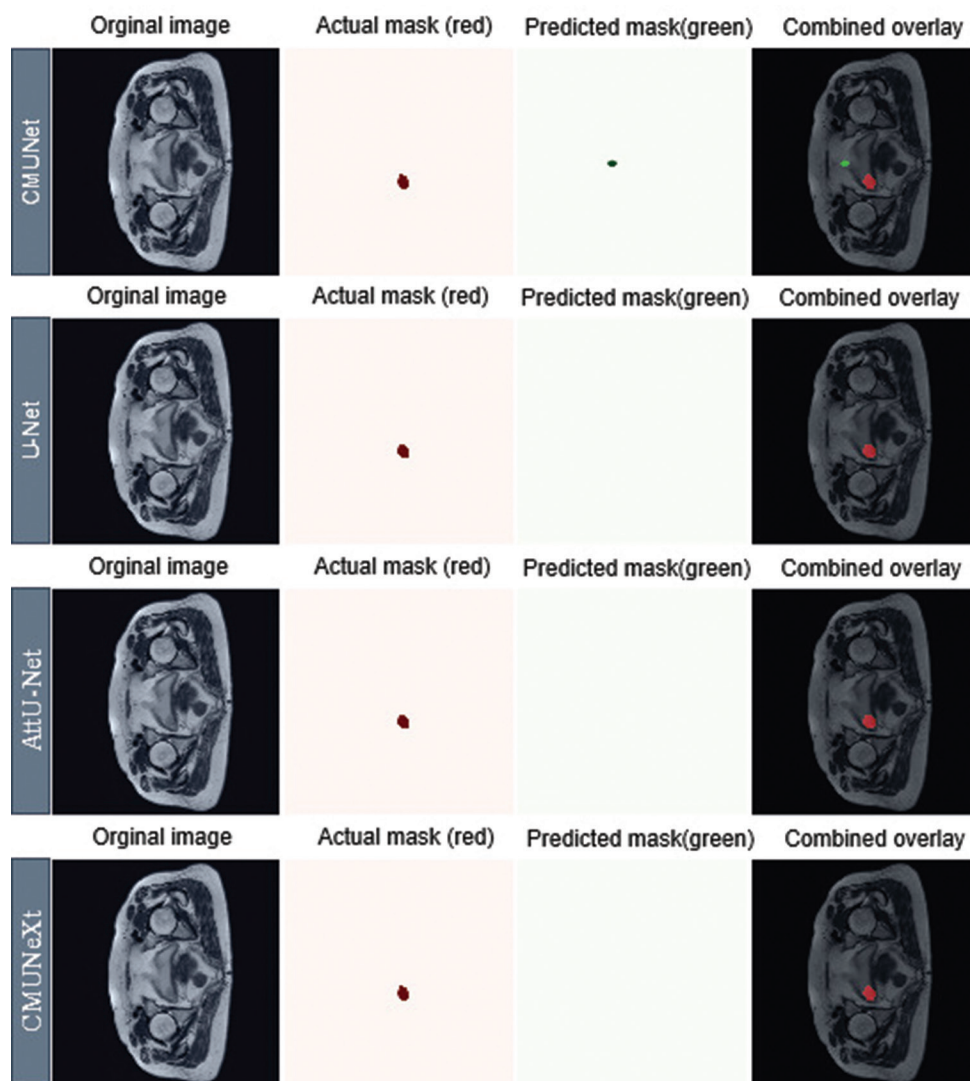 Orginal image Actual mask (red) Predicted mask(green) Combined overlay
CMUNet
Orginal image Actual mask (red) Predicted mask(green) Combined overlay
U-Net
Orginal image Actual mask (red) Predicted mask(green) Combined overlay
AttU-Net
Orginal image Actual mask (red) Predicted mask(green) Combined overlay
CMUNeXt